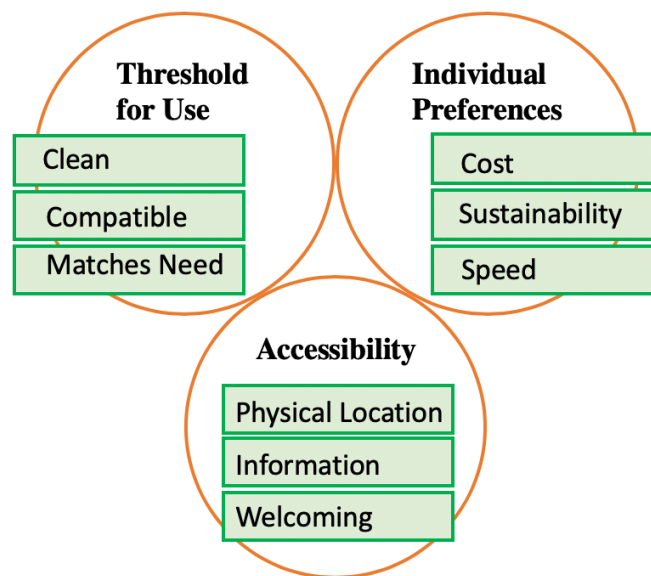 Threshold
for Use
Clean
Compatible
Matches Need
Individual
Preferences
Cost
Sustainability
Speed
Accessibility
Physical Location
Information
Welcoming